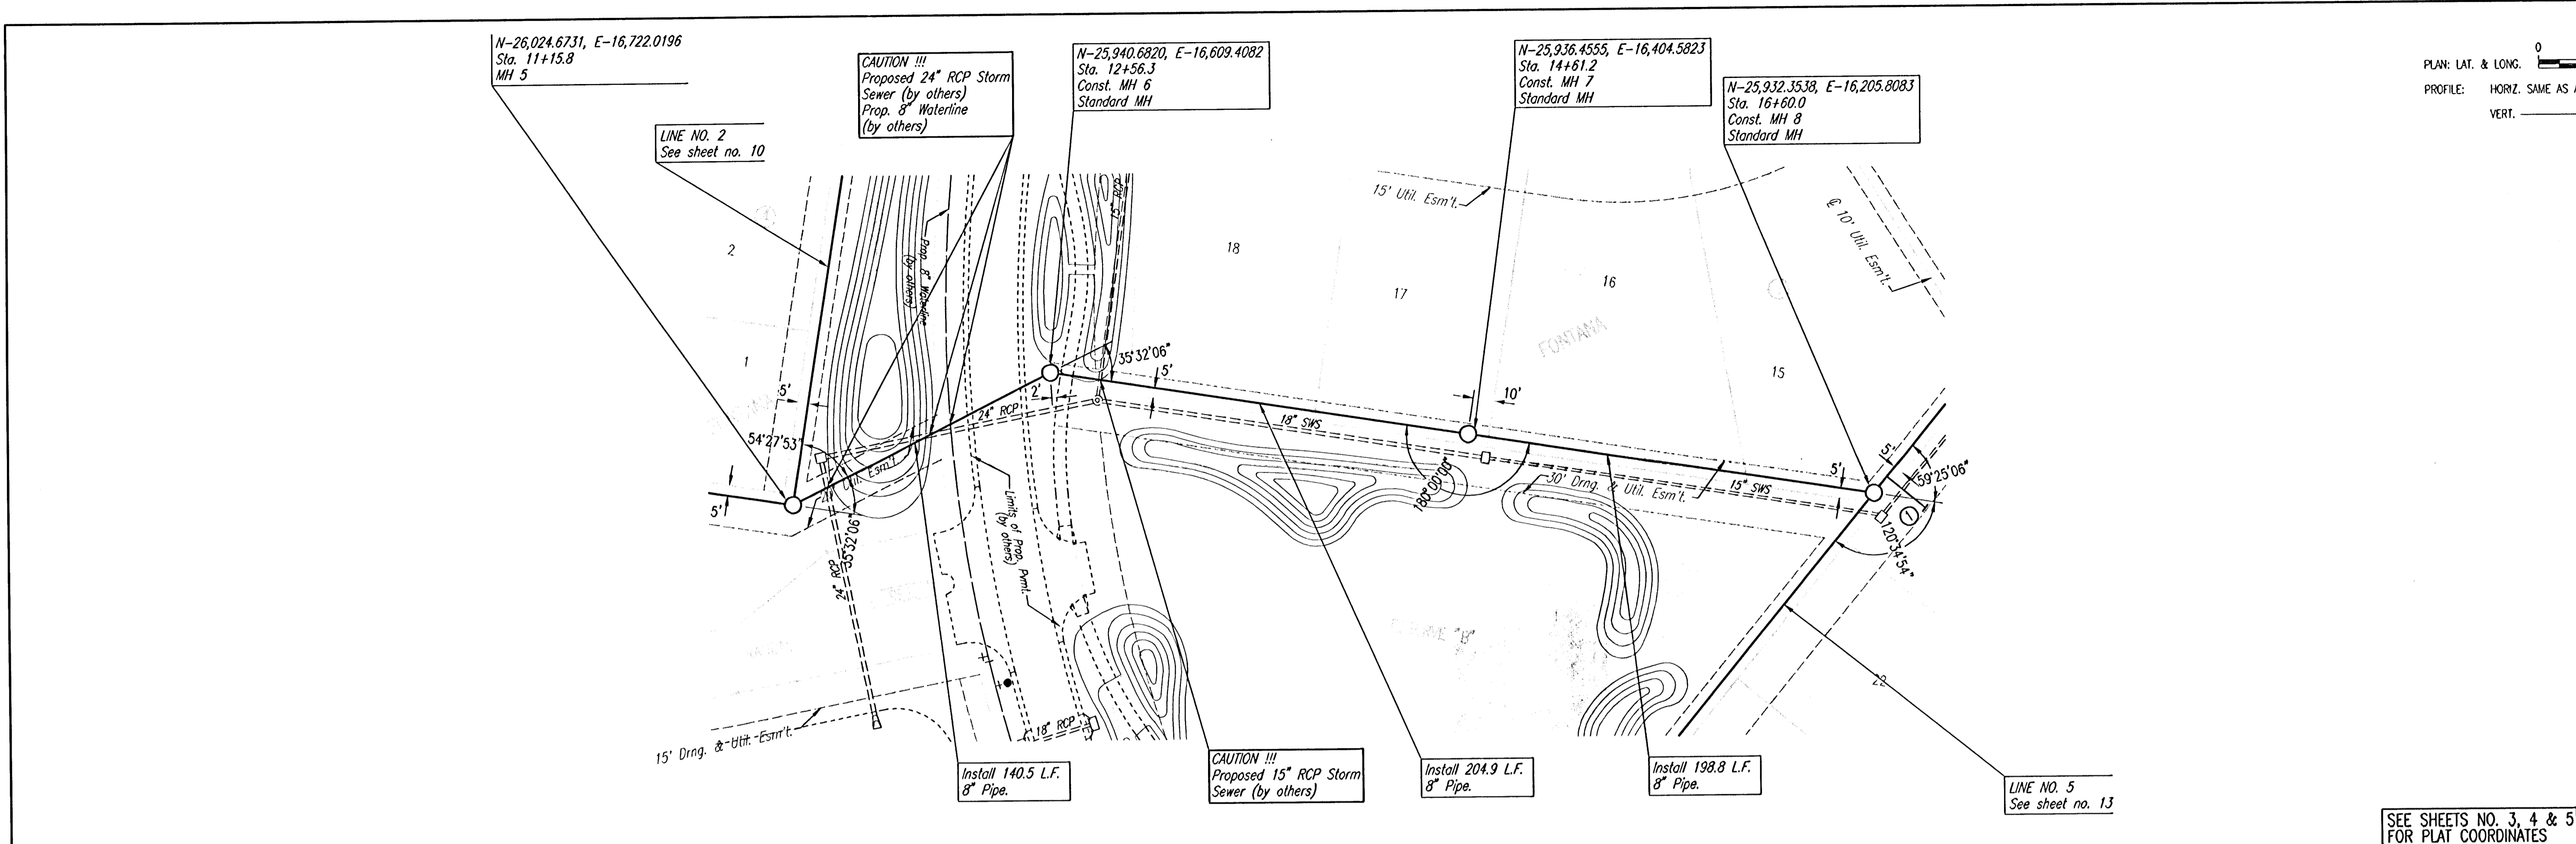 N-26,024.6731, E-16,722.0196
Sta. 11+15.8
MH 5
CAUTION !!!
Proposed 24" RCP Storm
Sewer (by others)
Prop. 8" Waterline
(by others)
N-25,940.6820, E-16,609.4082
Sta. 12+56.3
Const. MH 6
Standard MH
N-25,936.4555, E-16,404.5823
Sta. 14+61.2
Const. MH 7
Standard MH
N-25,932.3538, E-16,205.8083
Sta. 16+60.0
Const. MH 8
Standard MH
0
PLAN: LAT. & LONG.
PROFILE: HORIZ. SAME AS
VERT.
LINE NO. 2
See sheet no. 10
15" RCP
15' Util. Esm't.
℄ 10' Util. Esm't.
2
18
17
16
15
1
Prop. 8" Waterline
(by others)
FONTANA
35°32'06"
5'
2'
10'
5'
54°27'53"
24" RCP
18" SWS
Util. Esm't.
5'
35°32'06"
24" RCP
Limits of Prop. Pvmt.
(by others)
180°00'00"
30' Drng. & Util. Esm't.
15" SWS
5'
5'
59°25'06"
1
120°34'54"
"B"
22
18" RCP
15' Drng. & Util. Esm't.
Install 140.5 L.F.
8" Pipe.
CAUTION !!!
Proposed 15" RCP Storm
Sewer (by others)
Install 204.9 L.F.
8" Pipe.
Install 198.8 L.F.
8" Pipe.
LINE NO. 5
See sheet no. 13
SEE SHEETS NO. 3, 4 & 5
FOR PLAT COORDINATES